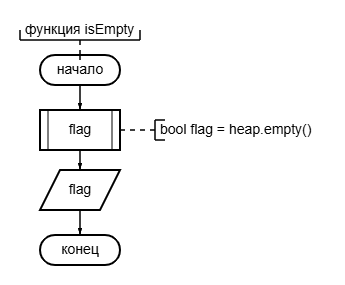 функция isEmpty
начало
flag
bool flag = heap.empty()
flag
конец